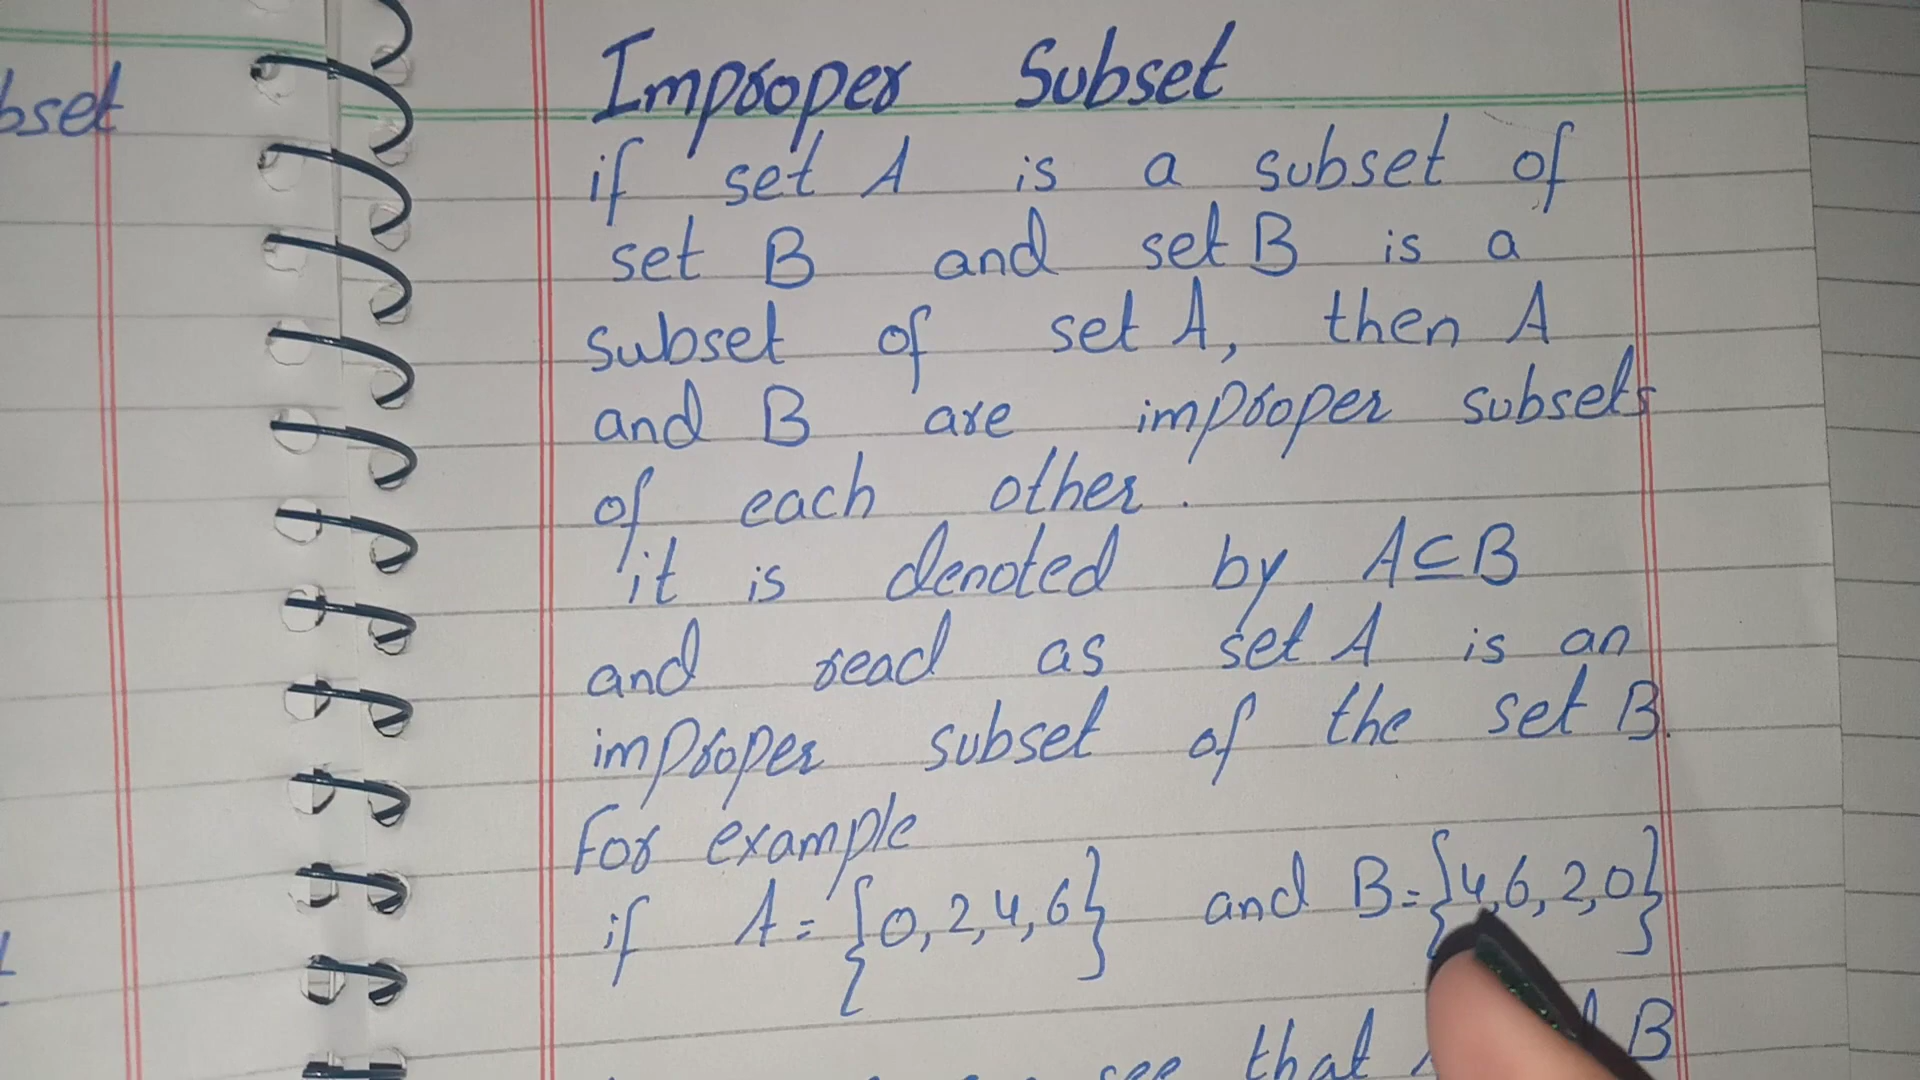 bset
Improper Subset
if set A is a subset of
set B and set B is a
subset of set A, then A
and B are improper subsets
of each other.
it is denoted by A⊆B
and read as set A is an
improper subset of the set B.
For example
if A = {0, 2, 4, 6} and B = {4, 6, 2, 0}
see that B